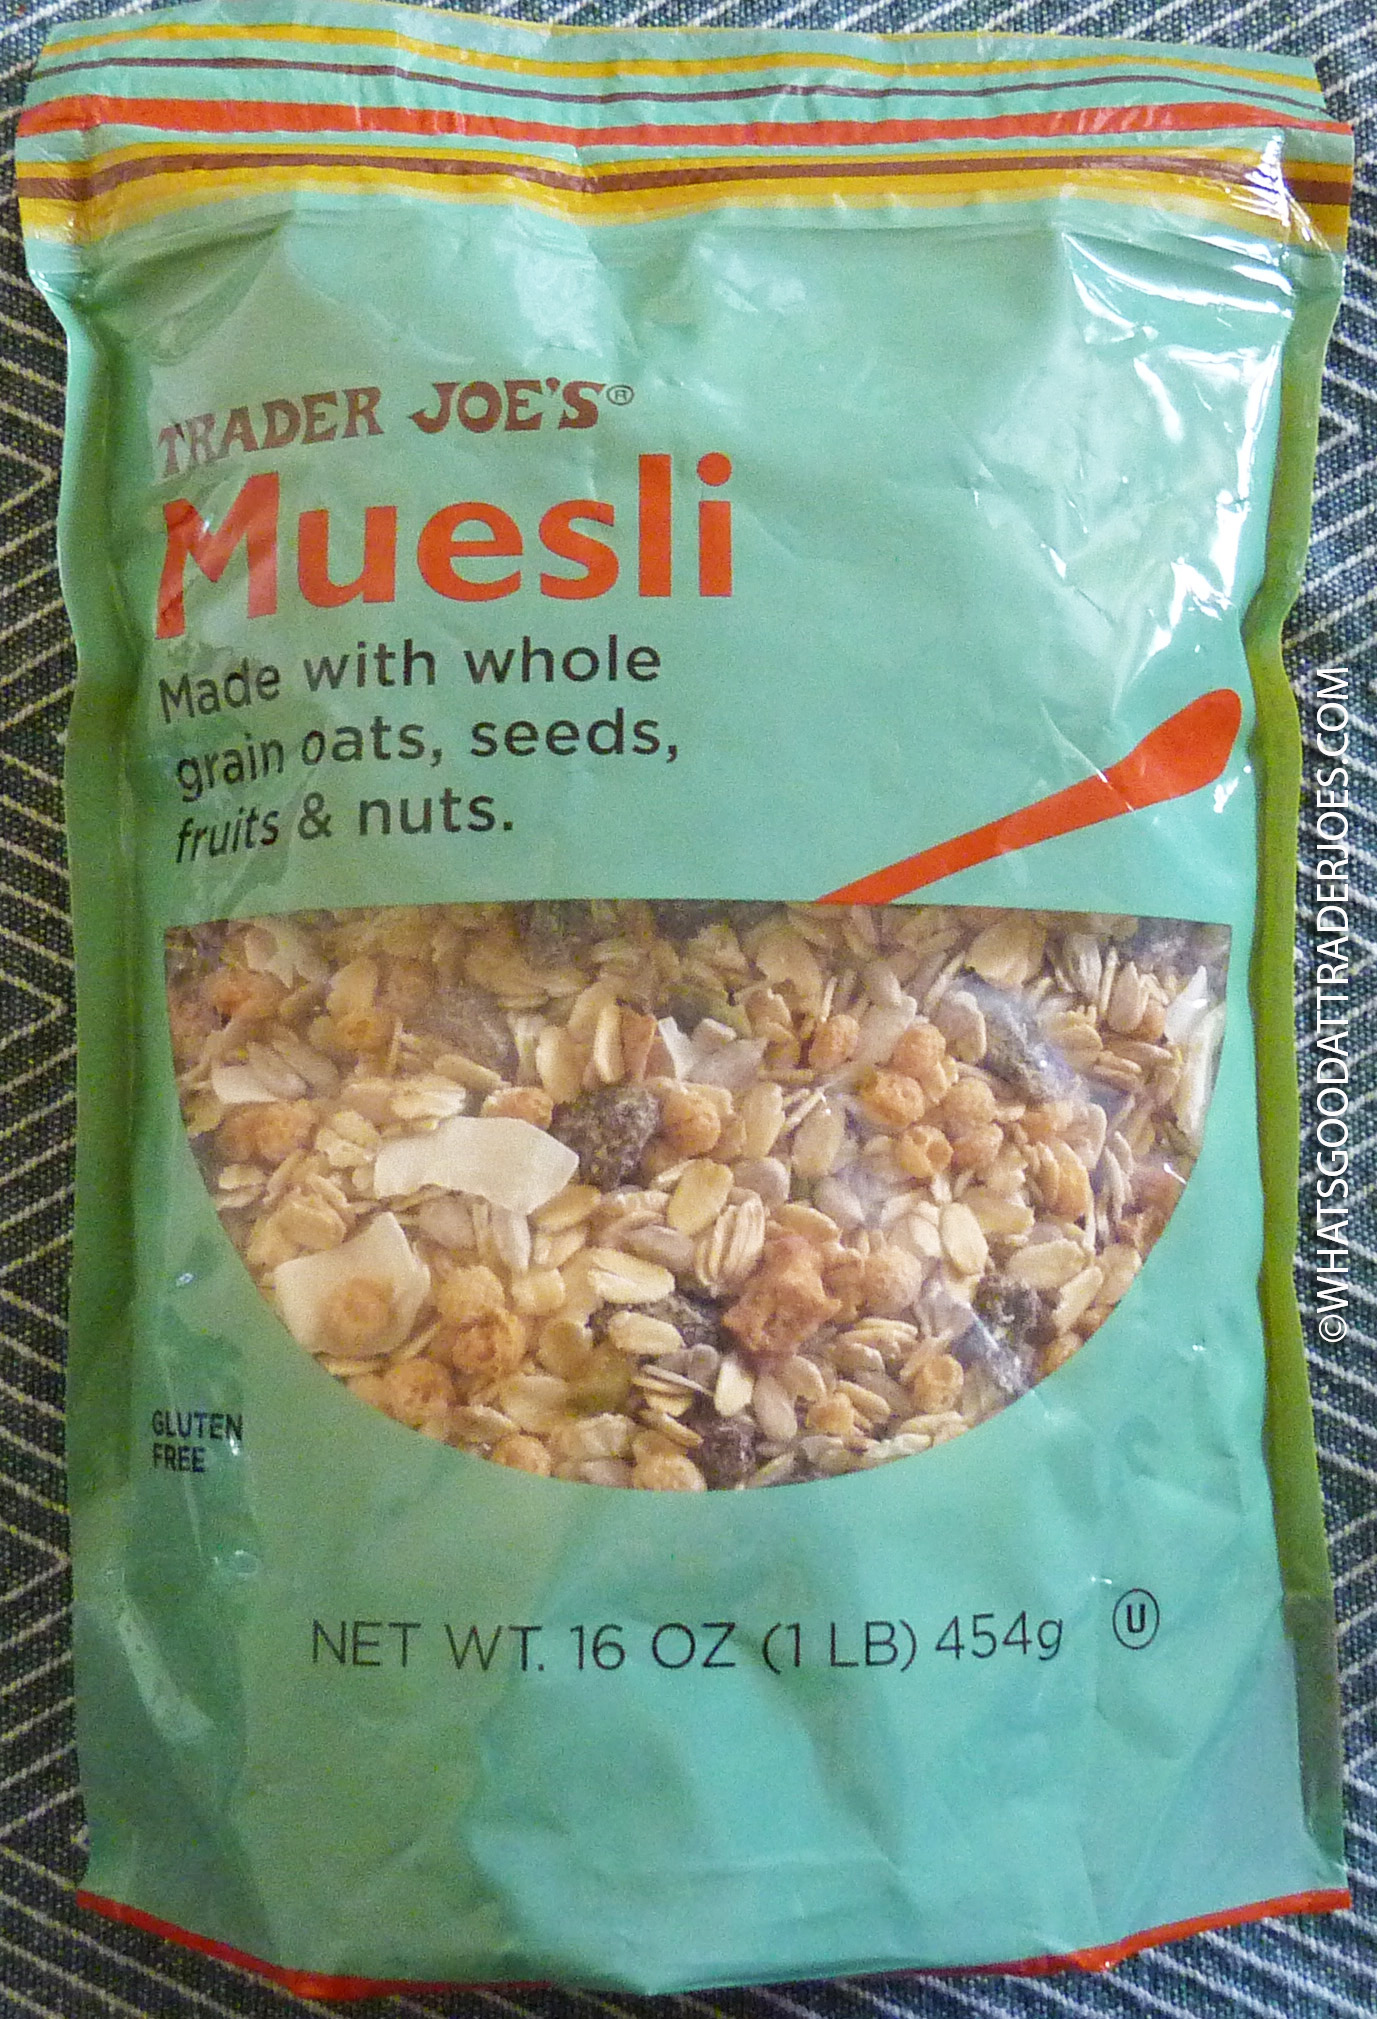 TRADER JOE'S®
Muesli
Made with whole
grain oats, seeds,
fruits & nuts.
GLUTEN
FREE
NET WT. 16 OZ (1 LB) 454g
U
©WHATSGOODATTRADERJOES.COM